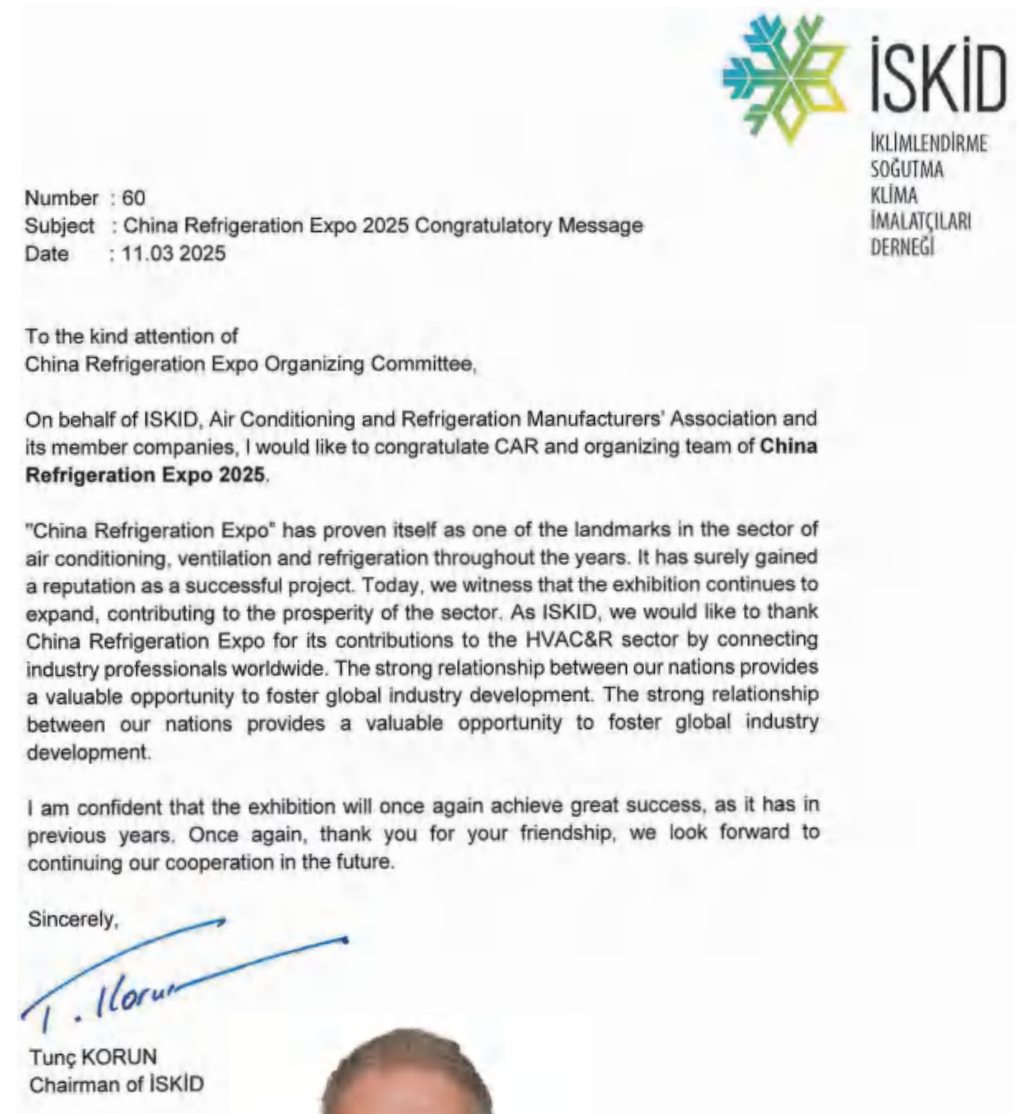 İSKİD
İKLİMLENDİRME
SOĞUTMA
KLİMA
İMALATÇILARI
DERNEĞİ
Number : 60
Subject : China Refrigeration Expo 2025 Congratulatory Message
Date : 11.03 2025
To the kind attention of
China Refrigeration Expo Organizing Committee,
On behalf of ISKID, Air Conditioning and Refrigeration Manufacturers' Association and
its member companies, I would like to congratulate CAR and organizing team of China
Refrigeration Expo 2025.
"China Refrigeration Expo" has proven itself as one of the landmarks in the sector of
air conditioning, ventilation and refrigeration throughout the years. It has surely gained
a reputation as a successful project. Today, we witness that the exhibition continues to
expand, contributing to the prosperity of the sector. As ISKID, we would like to thank
China Refrigeration Expo for its contributions to the HVAC&R sector by connecting
industry professionals worldwide. The strong relationship between our nations provides
a valuable opportunity to foster global industry development. The strong relationship
between our nations provides a valuable opportunity to foster global industry
development.
I am confident that the exhibition will once again achieve great success, as it has in
previous years. Once again, thank you for your friendship, we look forward to
continuing our cooperation in the future.
Sincerely,
T. Korun
Tunç KORUN
Chairman of İSKİD